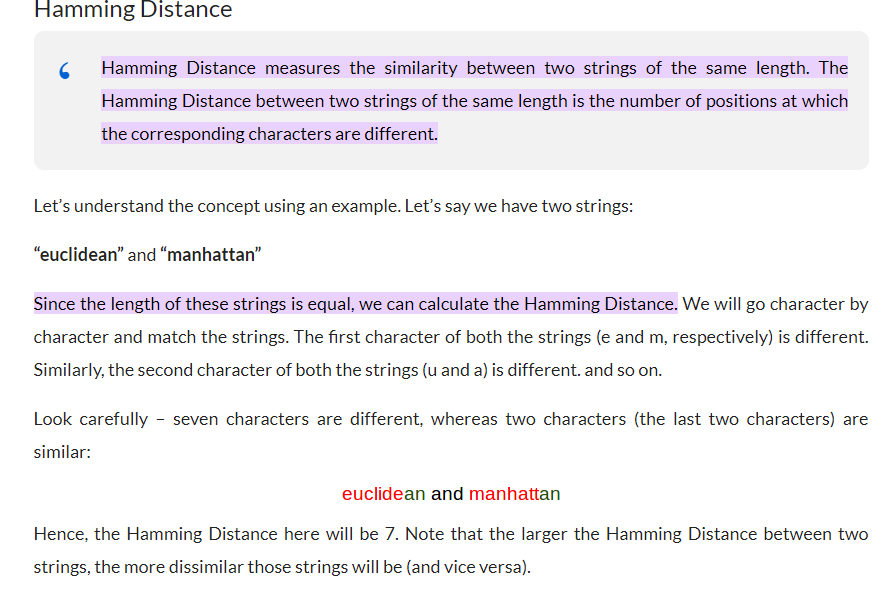 Hamming Distance
Hamming Distance measures the similarity between two strings of the same length. The
Hamming Distance between two strings of the same length is the number of positions at which
the corresponding characters are different.
Let’s understand the concept using an example. Let’s say we have two strings:
“euclidean” and “manhattan”
Since the length of these strings is equal, we can calculate the Hamming Distance. We will go character by
character and match the strings. The first character of both the strings (e and m, respectively) is different.
Similarly, the second character of both the strings (u and a) is different. and so on.
Look carefully – seven characters are different, whereas two characters (the last two characters) are
similar:
euclidean and manhattan
Hence, the Hamming Distance here will be 7. Note that the larger the Hamming Distance between two
strings, the more dissimilar those strings will be (and vice versa).